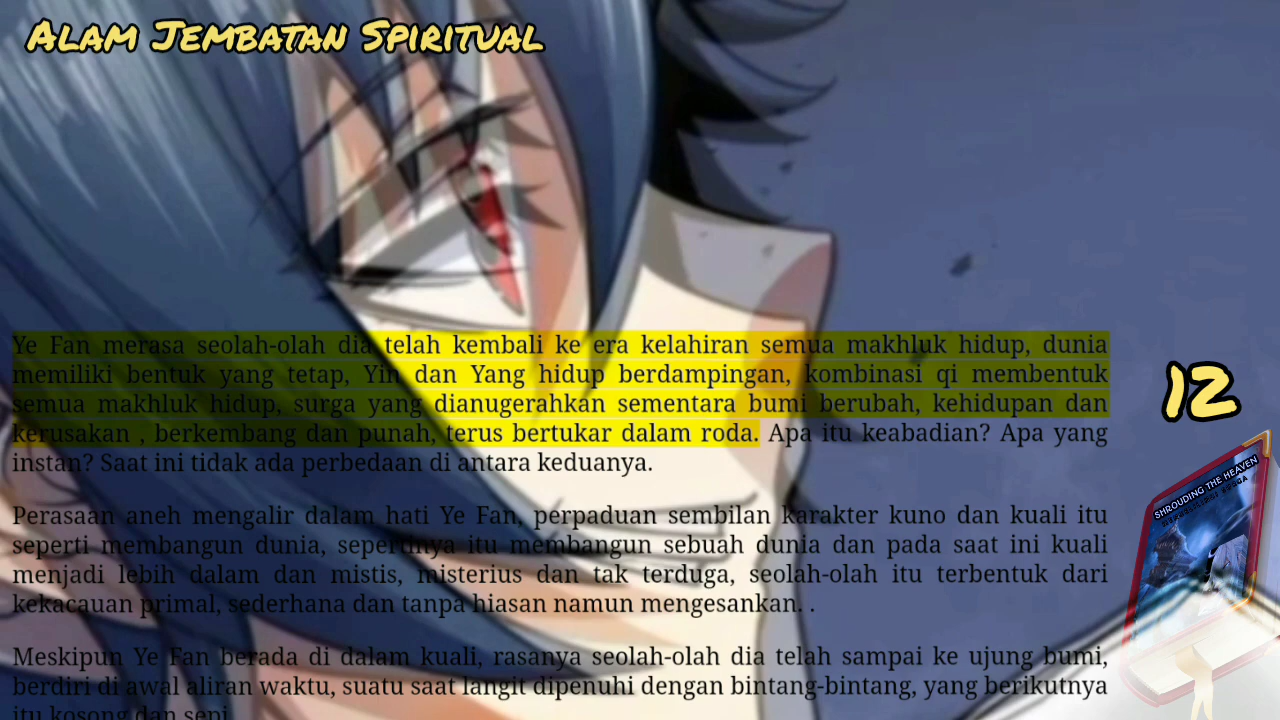 Alam Jembatan Spiritual
Ye Fan merasa seolah-olah dia telah kembali ke era kelahiran semua makhluk hidup, dunia
memiliki bentuk yang tetap, Yin dan Yang hidup berdampingan, kombinasi qi membentuk
semua makhluk hidup, surga yang dianugerahkan sementara bumi berubah, kehidupan dan
kerusakan , berkembang dan punah, terus bertukar dalam roda. Apa itu keabadian? Apa yang
instan? Saat ini tidak ada perbedaan di antara keduanya.
Perasaan aneh mengalir dalam hati Ye Fan, perpaduan sembilan karakter kuno dan kuali itu
seperti membangun dunia, sepertinya itu membangun sebuah dunia dan pada saat ini kuali
menjadi lebih dalam dan mistis, misterius dan tak terduga, seolah-olah itu terbentuk dari
kekacauan primal, sederhana dan tanpa hiasan namun mengesankan. .
Meskipun Ye Fan berada di dalam kuali, rasanya seolah-olah dia telah sampai ke ujung bumi,
berdiri di awal aliran waktu, suatu saat langit dipenuhi dengan bintang-bintang, yang berikutnya
itu kosong dan sepi.
12
SHROUDING THE HEAVEN